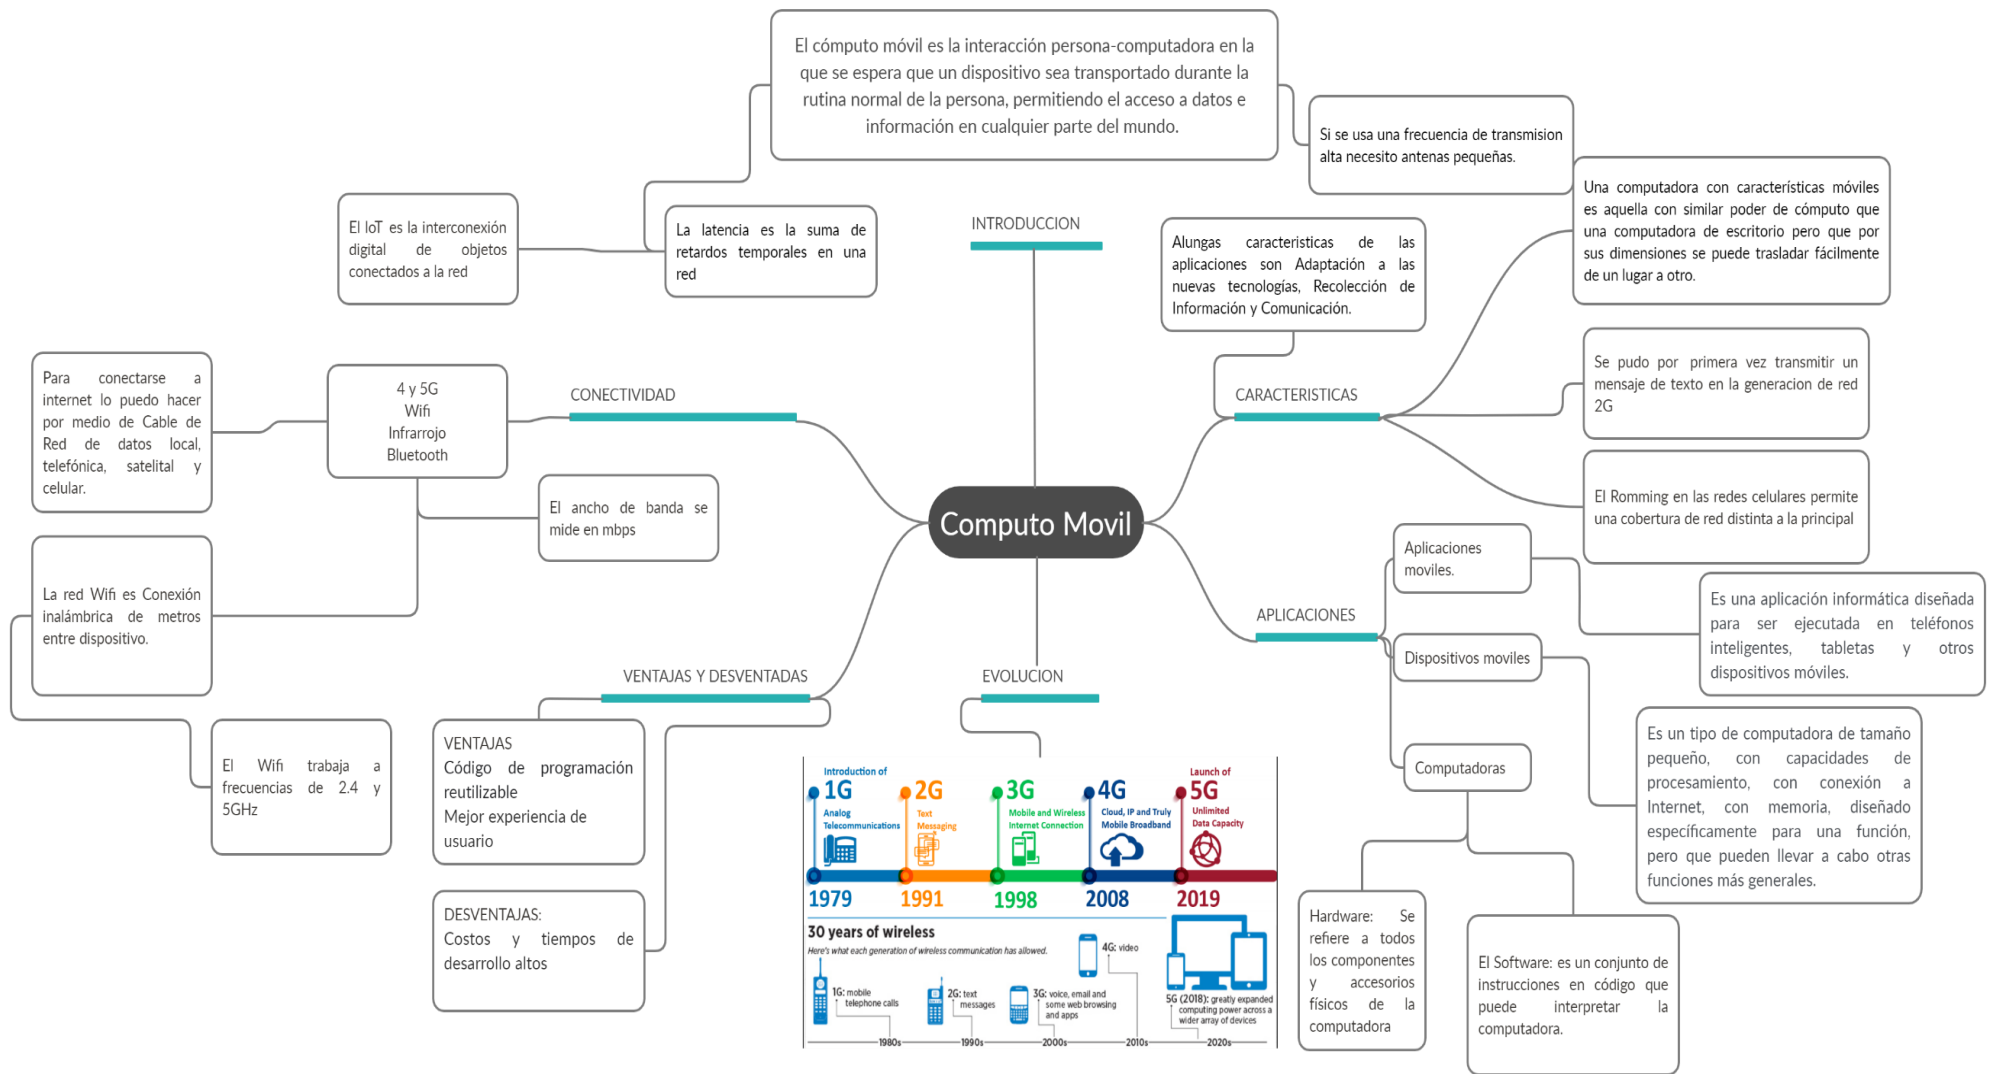 El cómputo móvil es la interacción persona-computadora en la
que se espera que un dispositivo sea transportado durante la
rutina normal de la persona, permitiendo el acceso a datos e
información en cualquier parte del mundo.
Si se usa una frecuencia de transmision
alta necesito antenas pequeñas.
El IoT es la interconexión
digital de objetos
conectados a la red
La latencia es la suma de
retardos temporales en una
red
INTRODUCCION
Alungas caracteristicas de las
aplicaciones son Adaptación a las
nuevas tecnologías, Recolección de
Información y Comunicación.
Una computadora con características móviles
es aquella con similar poder de cómputo que
una computadora de escritorio pero que por
sus dimensiones se puede trasladar fácilmente
de un lugar a otro.
Para conectarse a
internet lo puedo hacer
por medio de Cable de
Red de datos local,
telefónica, satelital y
celular.
4 y 5G
Wifi
Infrarrojo
Bluetooth
CONECTIVIDAD
CARACTERISTICAS
Se pudo por primera vez transmitir un
mensaje de texto en la generacion de red
2G
El ancho de banda se
mide en mbps
Computo Movil
El Romming en las redes celulares permite
una cobertura de red distinta a la principal
La red Wifi es Conexión
inalámbrica de metros
entre dispositivo.
Aplicaciones
moviles.
APLICACIONES
Es una aplicación informática diseñada
para ser ejecutada en teléfonos
inteligentes, tabletas y otros
dispositivos móviles.
Dispositivos moviles
VENTAJAS Y DESVENTADAS
EVOLUCION
El Wifi trabaja a
frecuencias de 2.4 y
5GHz
VENTAJAS
Código de programación
reutilizable
Mejor experiencia de
usuario
Computadoras
Es un tipo de computadora de tamaño
pequeño, con capacidades de
procesamiento, con conexión a
Internet, con memoria, diseñado
específicamente para una función,
pero que pueden llevar a cabo otras
funciones más generales.
DESVENTAJAS:
Costos y tiempos de
desarrollo altos
Introduction of
1G
Analog
Telecommunications
1979
2G
Text
Messaging
1991
3G
Mobile and Wireless
Internet Connection
1998
4G
Cloud, IP and Truly
Mobile Broadband
2008
Launch of
5G
Unlimited
Data Capacity
2019
30 years of wireless
Here's what each generation of wireless communication has allowed.
1G: mobile
telephone calls
2G: text
messages
3G: voice, email and
some web browsing
and apps
4G: video
5G (2018): greatly expanded
computing power across a
wider array of devices
1980s
1990s
2000s
2010s
2020s
Hardware: Se
refiere a todos
los componentes
y accesorios
físicos de la
computadora
El Software: es un conjunto de
instrucciones en código que
puede interpretar la
computadora.